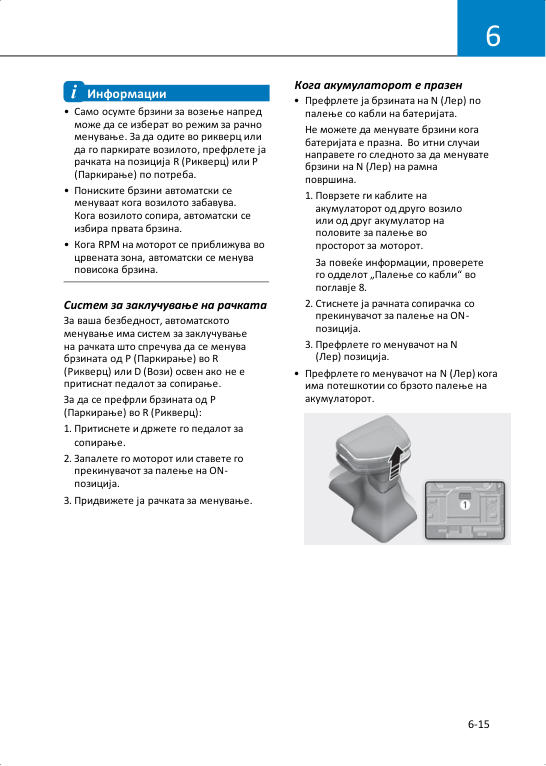 6
i Информации
• Само осумте брзини за возење напред
може да се изберат во режим за рачно
менување. За да одите во рикверц или
да го паркирате возилото, префрлете ја
рачката на позиција R (Рикверц) или P
(Паркирање) по потреба.
• Пониските брзини автоматски се
менуваат кога возилото забавува.
Кога возилото сопира, автоматски се
избира првата брзина.
• Кога RPM на моторот се приближува во
црвената зона, автоматски се менува
повисока брзина.
Систем за заклучување на рачката
За ваша безбедност, автоматското
менување има систем за заклучување
на рачката што спречува да се менува
брзината од P (Паркирање) во R
(Рикверц) или D (Вози) освен ако не е
притиснат педалот за сопирање.
За да се префрли брзината од P
(Паркирање) во R (Рикверц):
1. Притиснете и држете го педалот за
сопирање.
2. Запалете го моторот или ставете го
прекинувачот за палење на ON-
позиција.
3. Придвижете ја рачката за менување.
Кога акумулаторот е празен
• Префрлете ја брзината на N (Лер) по
палење со кабли на батеријата.
Не можете да менувате брзини кога
батеријата е празна. Во итни случаи
направете го следното за да менувате
брзини на N (Лер) на рамна
површина.
1. Поврзете ги каблите на
акумулаторот од друго возило
или од друг акумулатор на
половите за палење во
просторот за моторот.
За повеќе информации, проверете
го одделот „Палење со кабли“ во
поглавје 8.
2. Стиснете ја рачната сопирачка со
прекинувачот за палење на ON-
позиција.
3. Префрлете го менувачот на N
(Лер) позиција.
• Префрлете го менувачот на N (Лер) кога
има потешкотии со брзото палење на
акумулаторот.
1
6-15